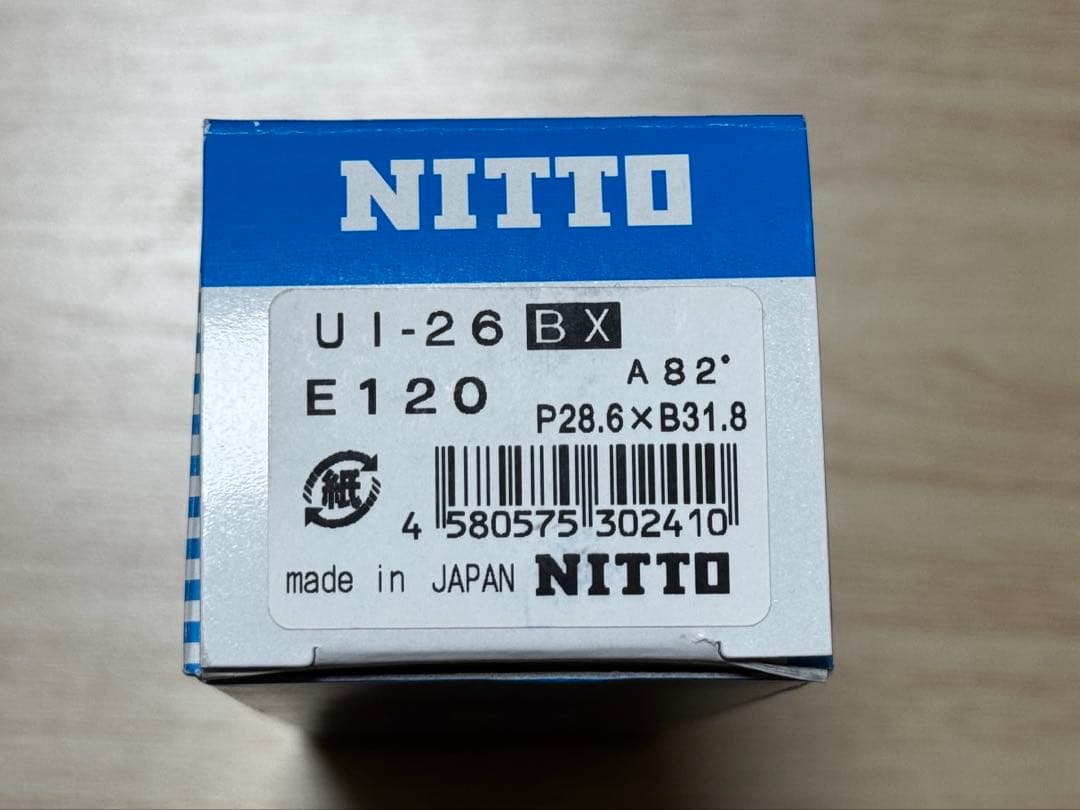 NITTO
UI-26 BX
E120
A 82°
P28.6×B31.8
紙
4 580575 302410
made in JAPAN NITTO